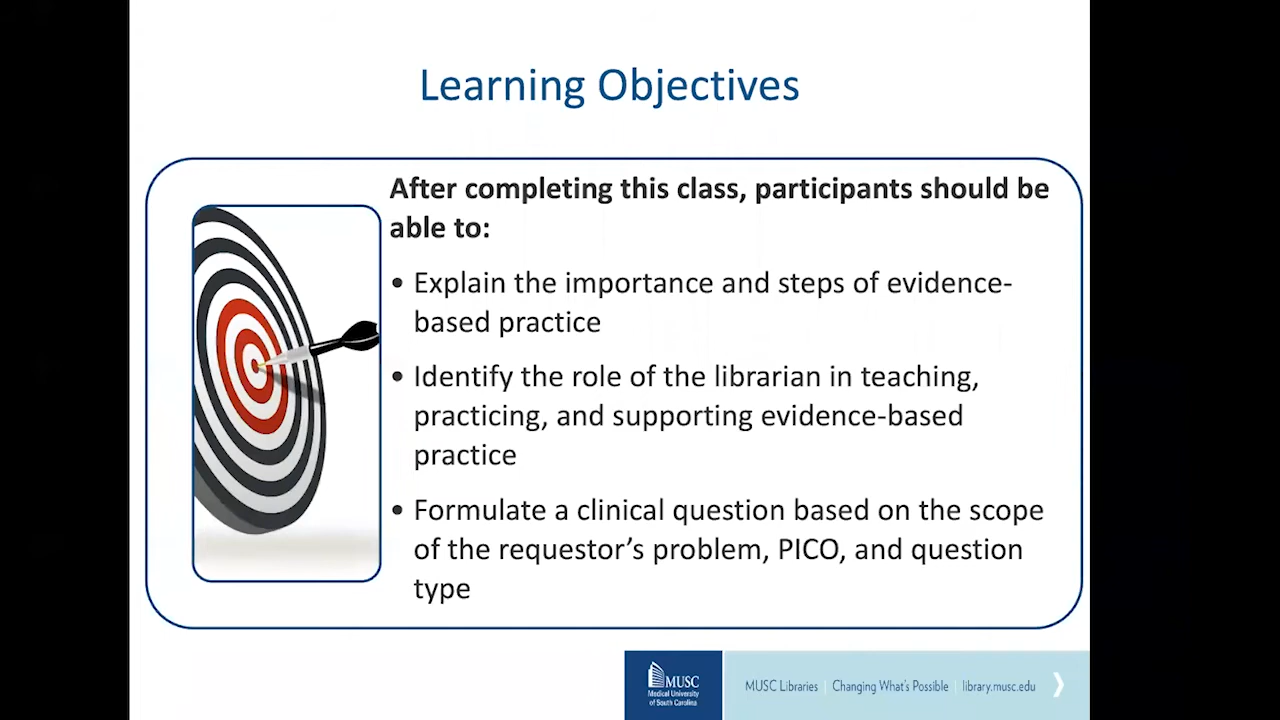 Learning Objectives
After completing this class, participants should be
able to:
• Explain the importance and steps of evidence-
based practice
• Identify the role of the librarian in teaching,
practicing, and supporting evidence-based
practice
• Formulate a clinical question based on the scope
of the requestor’s problem, PICO, and question
type
MUSC
Medical University
of South Carolina
MUSC Libraries | Changing What's Possible | library.musc.edu